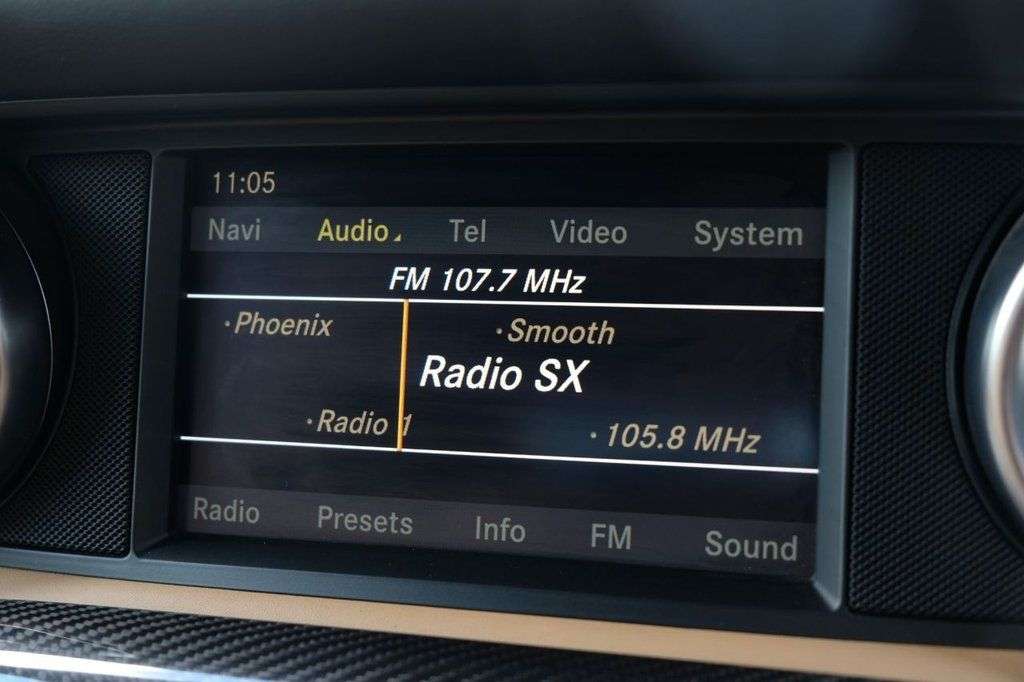 11:05
Navi Audio Tel Video System
FM 107.7 MHz
·Phoenix ·Smooth
Radio SX
·Radio 1 ·105.8 MHz
Radio Presets Info FM Sound